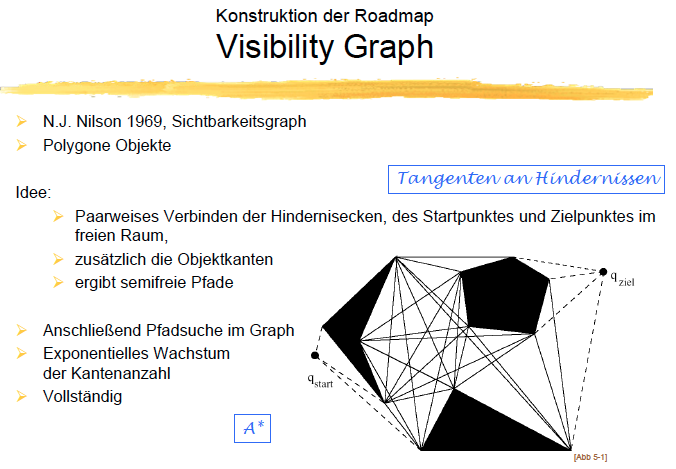 Konstruktion der Roadmap
Visibility Graph
N.J. Nilson 1969, Sichtbarkeitsgraph
Polygone Objekte
Tangenten an Hindernissen
Idee:
Paarweises Verbinden der Hindernisecken, des Startpunktes und Zielpunktes im
freien Raum,
zusätzlich die Objektkanten
ergibt semifreie Pfade
q ziel
Anschließend Pfadsuche im Graph
Exponentielles Wachstum
der Kantenanzahl
q start
Vollständig
A*
[Abb 5-1]